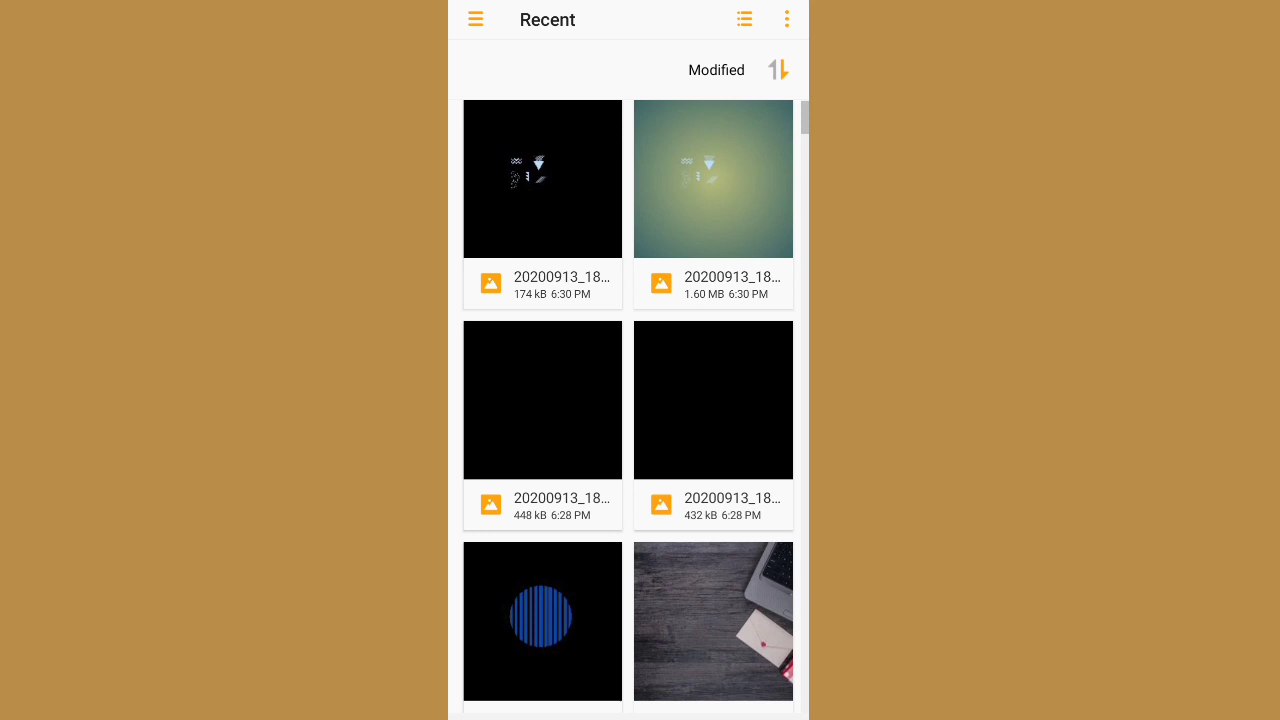 Recent
Modified
20200913_18...
174 kB 6:30 PM
20200913_18...
1.60 MB 6:30 PM
20200913_18...
448 kB 6:28 PM
20200913_18...
432 kB 6:28 PM